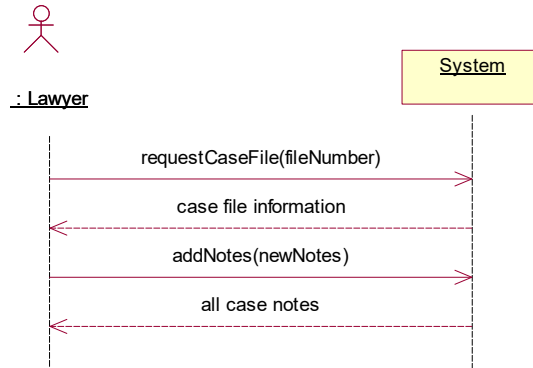 System
: Lawyer
requestCaseFile(fileNumber)
case file information
addNotes(newNotes)
all case notes